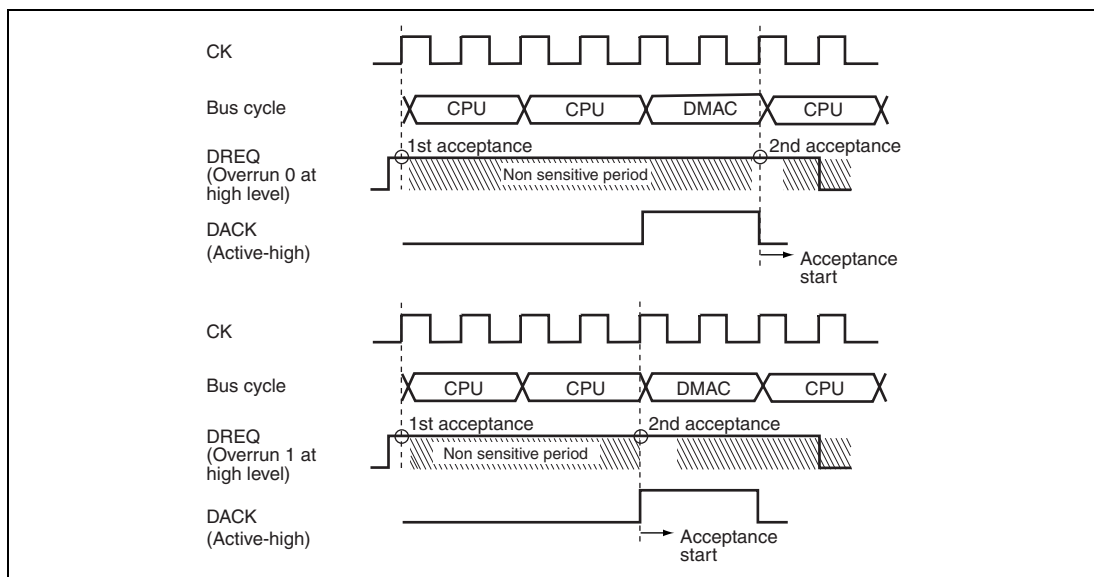 CK
Bus cycle
CPU CPU DMAC CPU
1st acceptance 2nd acceptance
DREQ
(Overrun 0 at
high level)
Non sensitive period
DACK
(Active-high)
Acceptance
start
CK
Bus cycle
CPU CPU DMAC CPU
1st acceptance 2nd acceptance
DREQ
(Overrun 1 at
high level)
Non sensitive period
DACK
(Active-high)
Acceptance
start